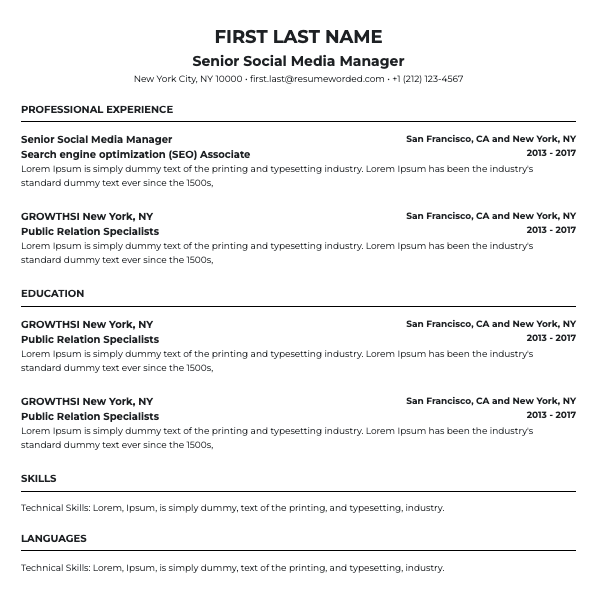 FIRST LAST NAME
Senior Social Media Manager
New York City, NY 10000 • first.last@resumeworded.com • +1 (212) 123-4567
PROFESSIONAL EXPERIENCE
Senior Social Media Manager San Francisco, CA and New York, NY
Search engine optimization (SEO) Associate 2013 - 2017
Lorem Ipsum is simply dummy text of the printing and typesetting industry. Lorem Ipsum has been the industry's
standard dummy text ever since the 1500s,
GROWTHSI New York, NY San Francisco, CA and New York, NY
Public Relation Specialists 2013 - 2017
Lorem Ipsum is simply dummy text of the printing and typesetting industry. Lorem Ipsum has been the industry's
standard dummy text ever since the 1500s,
EDUCATION
GROWTHSI New York, NY San Francisco, CA and New York, NY
Public Relation Specialists 2013 - 2017
Lorem Ipsum is simply dummy text of the printing and typesetting industry. Lorem Ipsum has been the industry's
standard dummy text ever since the 1500s,
GROWTHSI New York, NY San Francisco, CA and New York, NY
Public Relation Specialists 2013 - 2017
Lorem Ipsum is simply dummy text of the printing and typesetting industry. Lorem Ipsum has been the industry's
standard dummy text ever since the 1500s,
SKILLS
Technical Skills: Lorem, Ipsum, is simply dummy, text of the printing, and typesetting, industry.
LANGUAGES
Technical Skills: Lorem, Ipsum, is simply dummy, text of the printing, and typesetting, industry.